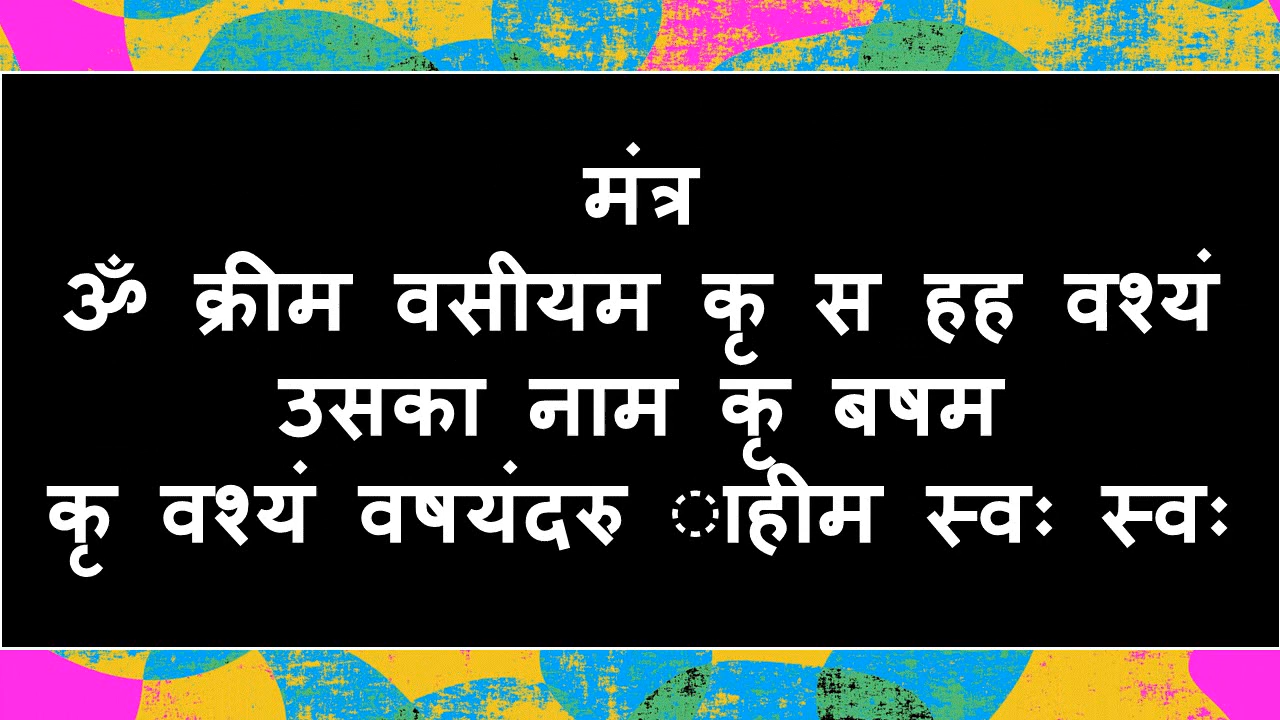 मंत्र
ॐ क्रीम वसीयम कृ स हह वश्यं
उसका नाम कृ बषम
कृ वश्यं वषयंदरु ाहीम स्वः स्वः